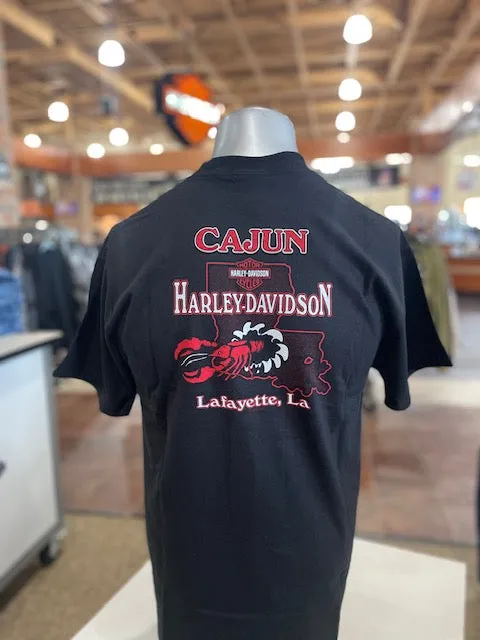 CAJUN
MOTOR
HARLEY-DAVIDSON
CYCLES
HARLEY-DAVIDSON
Lafayette, La